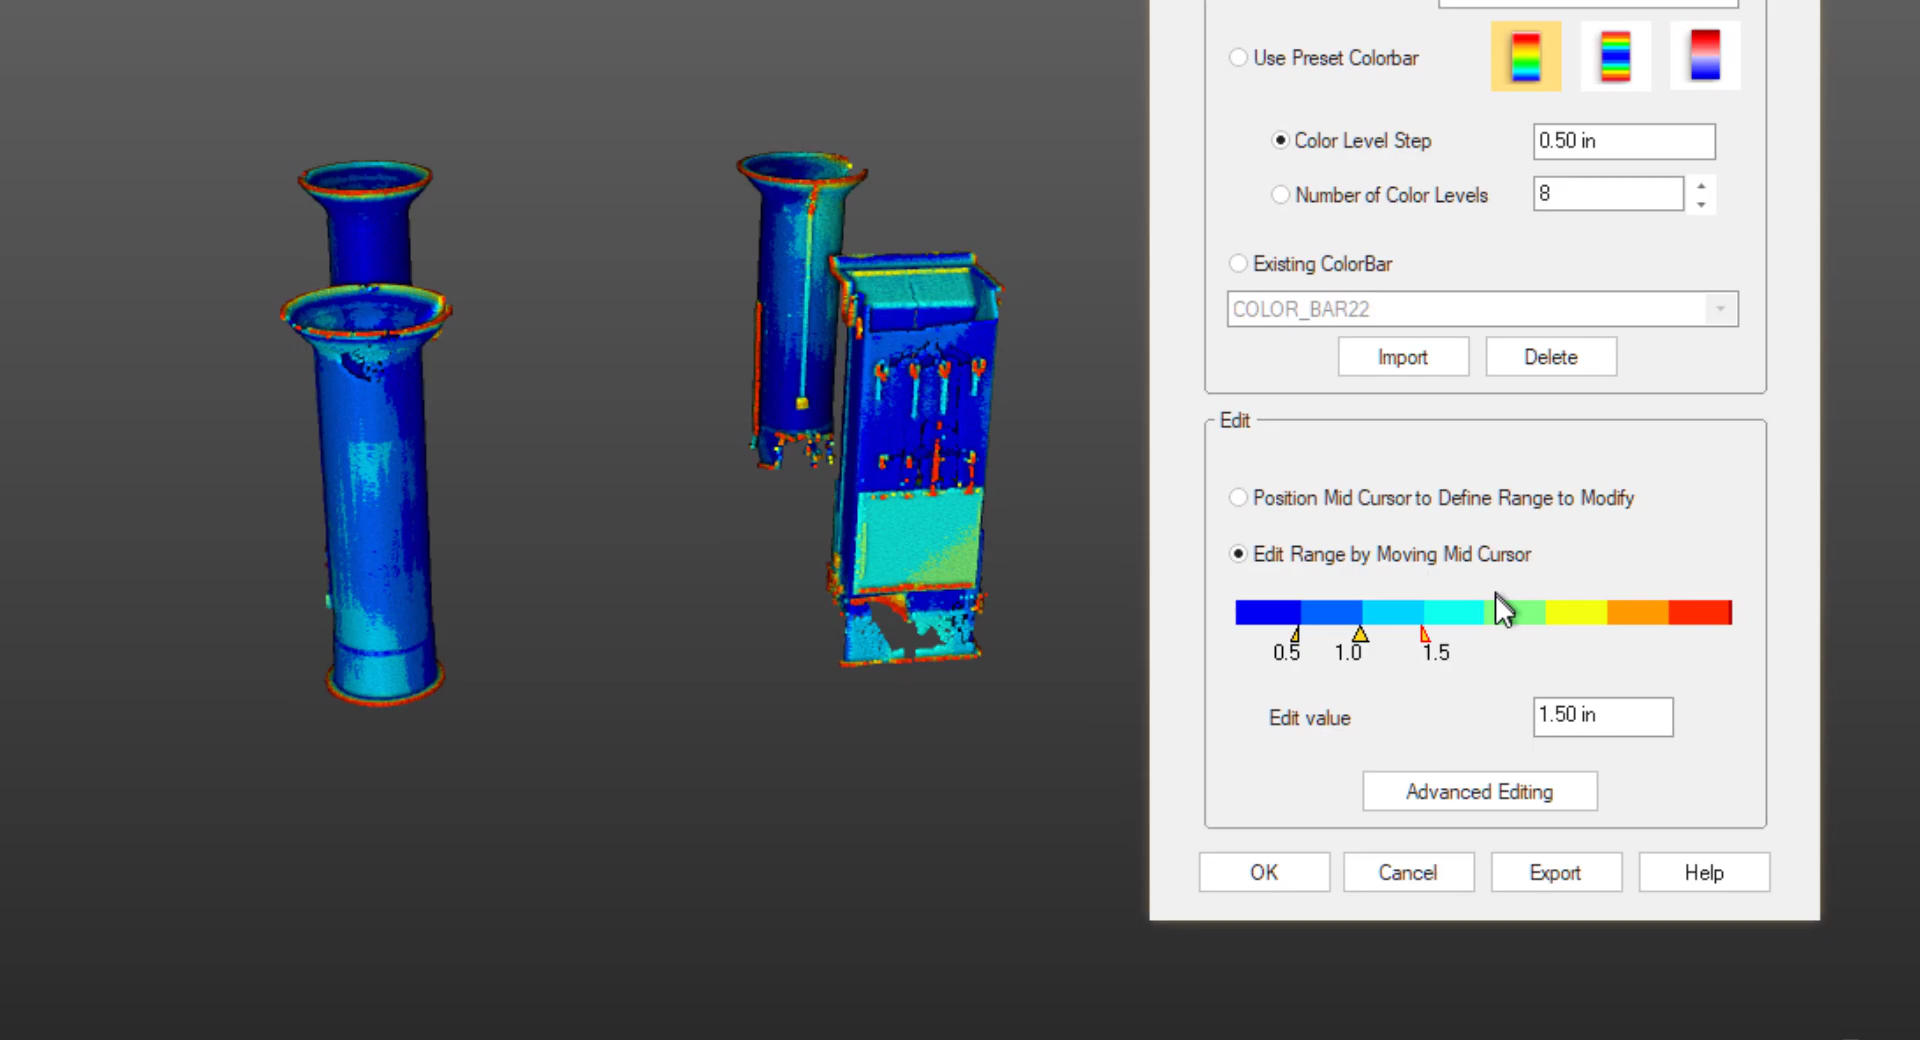 Use Preset Colorbar
Color Level Step 0.50 in
Number of Color Levels 8
Existing ColorBar
COLOR_BAR22
Import Delete
Edit
Position Mid Cursor to Define Range to Modify
Edit Range by Moving Mid Cursor
0.5 1.0 1.5
Edit value 1.50 in
Advanced Editing
OK Cancel Export Help